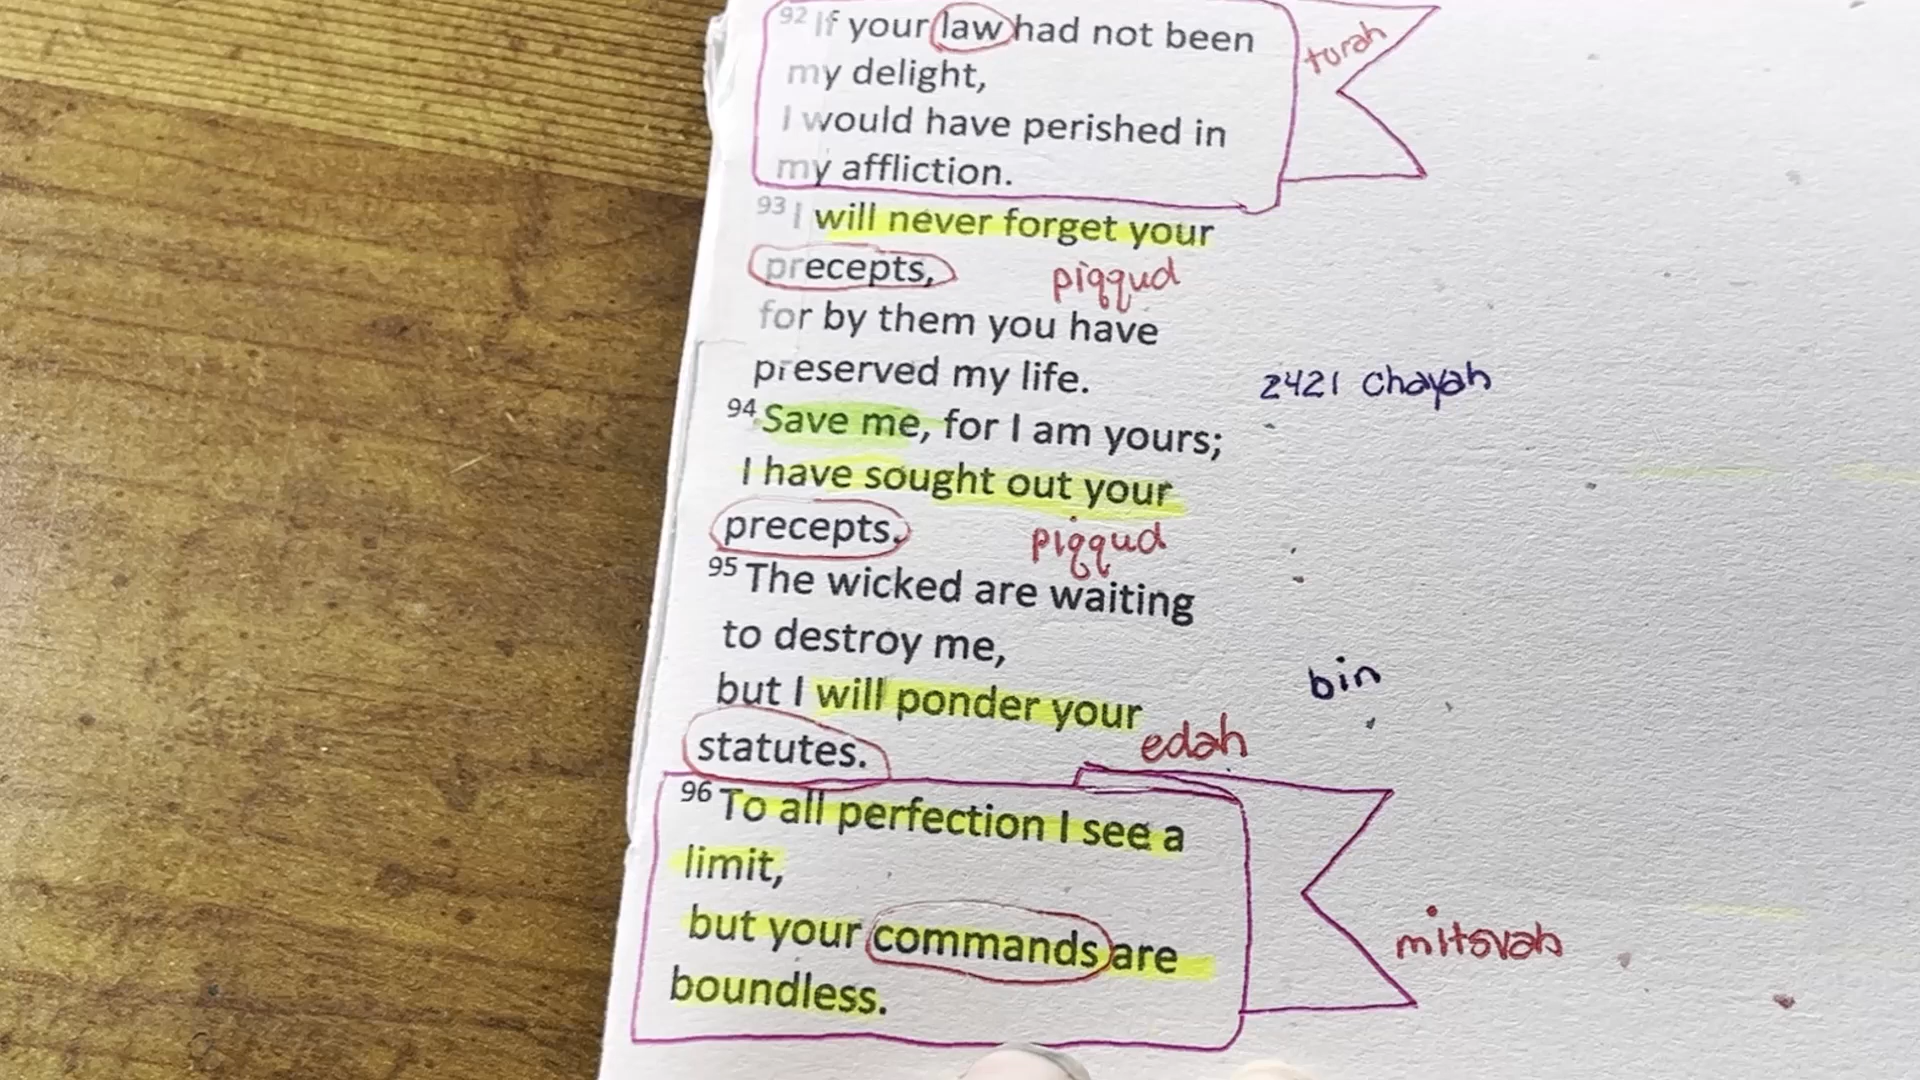 92 If your law had not been
torah
my delight,
I would have perished in
my affliction.
93 I will never forget your
precepts,
piqqud
for by them you have
preserved my life.
2421 Chayah
94 Save me, for I am yours;
I have sought out your
precepts.
piqqud
95 The wicked are waiting
to destroy me,
but I will ponder your
bin
statutes.
edah
96 To all perfection I see a
limit,
but your commands are
mitsvah
boundless.